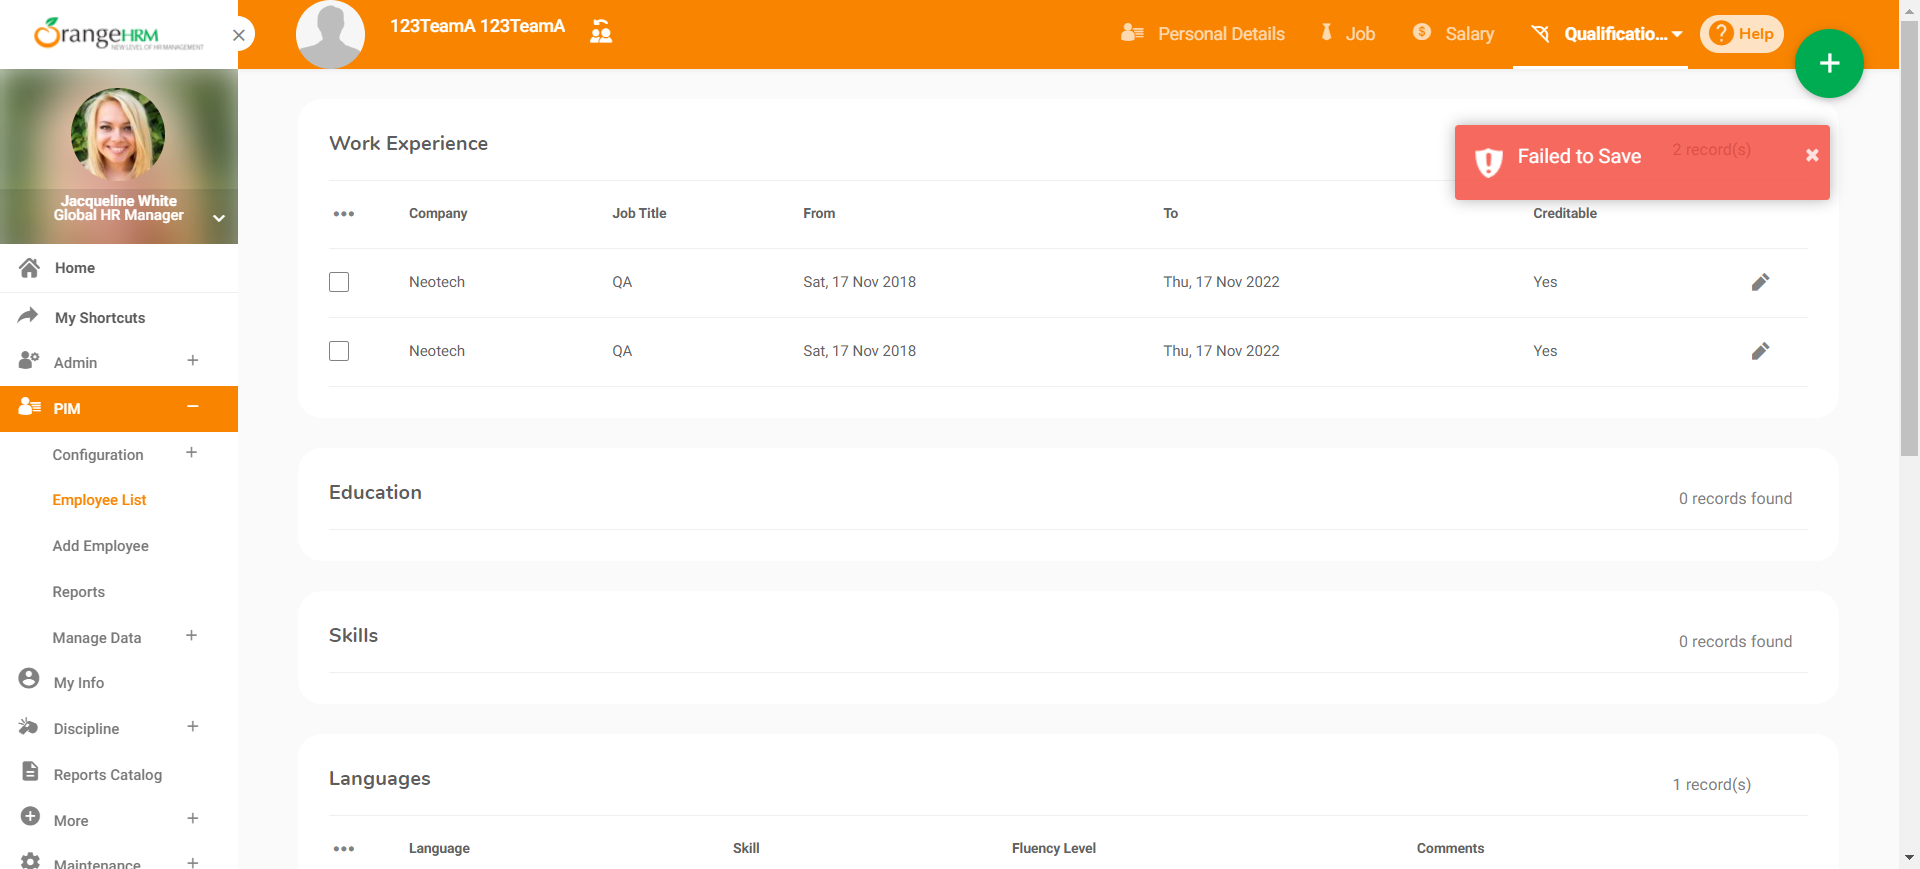 OrangeHRM
NEW LEVEL OF HR MANAGEMENT
123TeamA 123TeamA
Personal Details
Job
Salary
Qualificatio...
Help
Jacqueline White
Global HR Manager
Home
My Shortcuts
Admin
PIM
Configuration
Employee List
Add Employee
Reports
Manage Data
My Info
Discipline
Reports Catalog
More
Maintenance
Work Experience
2 record(s)
Failed to Save
Company Job Title From To Creditable
Neotech QA Sat, 17 Nov 2018 Thu, 17 Nov 2022 Yes
Neotech QA Sat, 17 Nov 2018 Thu, 17 Nov 2022 Yes
Education
0 records found
Skills
0 records found
Languages
1 record(s)
Language Skill Fluency Level Comments